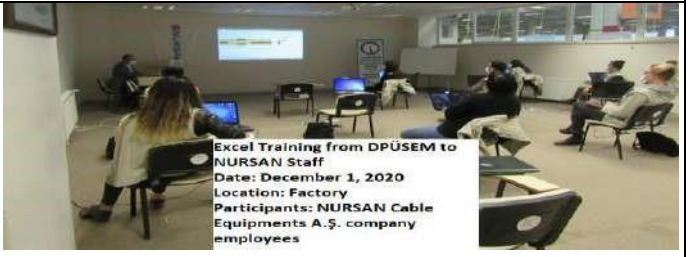 Excel Training from DPÜSEM to
NURSAN Staff
Date: December 1, 2020
Location: Factory
Participants: NURSAN Cable
Equipments A.Ş. company
employees